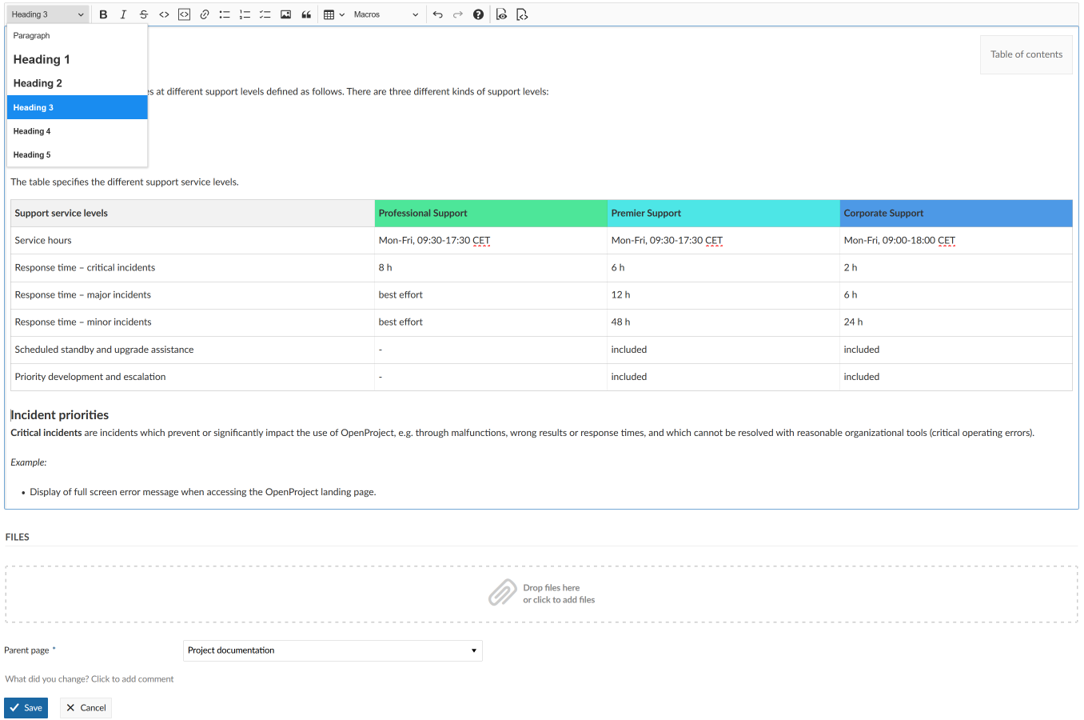 Heading 3
Macros
Paragraph
Heading 1
Heading 2
Heading 3
Heading 4
Heading 5
Table of contents
at different support levels defined as follows. There are three different kinds of support levels:
The table specifies the different support service levels.
Support service levels Professional Support Premier Support Corporate Support
Service hours Mon-Fri, 09:30-17:30 CET Mon-Fri, 09:30-17:30 CET Mon-Fri, 09:00-18:00 CET
Response time – critical incidents 8 h 6 h 2 h
Response time – major incidents best effort 12 h 6 h
Response time – minor incidents best effort 48 h 24 h
Scheduled standby and upgrade assistance - included included
Priority development and escalation - included included
Incident priorities
Critical incidents are incidents which prevent or significantly impact the use of OpenProject, e.g. through malfunctions, wrong results or response times, and which cannot be resolved with reasonable organizational tools (critical operating errors).
Example:
• Display of full screen error message when accessing the OpenProject landing page.
FILES
Drop files here
or click to add files
Parent page * Project documentation
What did you change? Click to add comment
Save Cancel